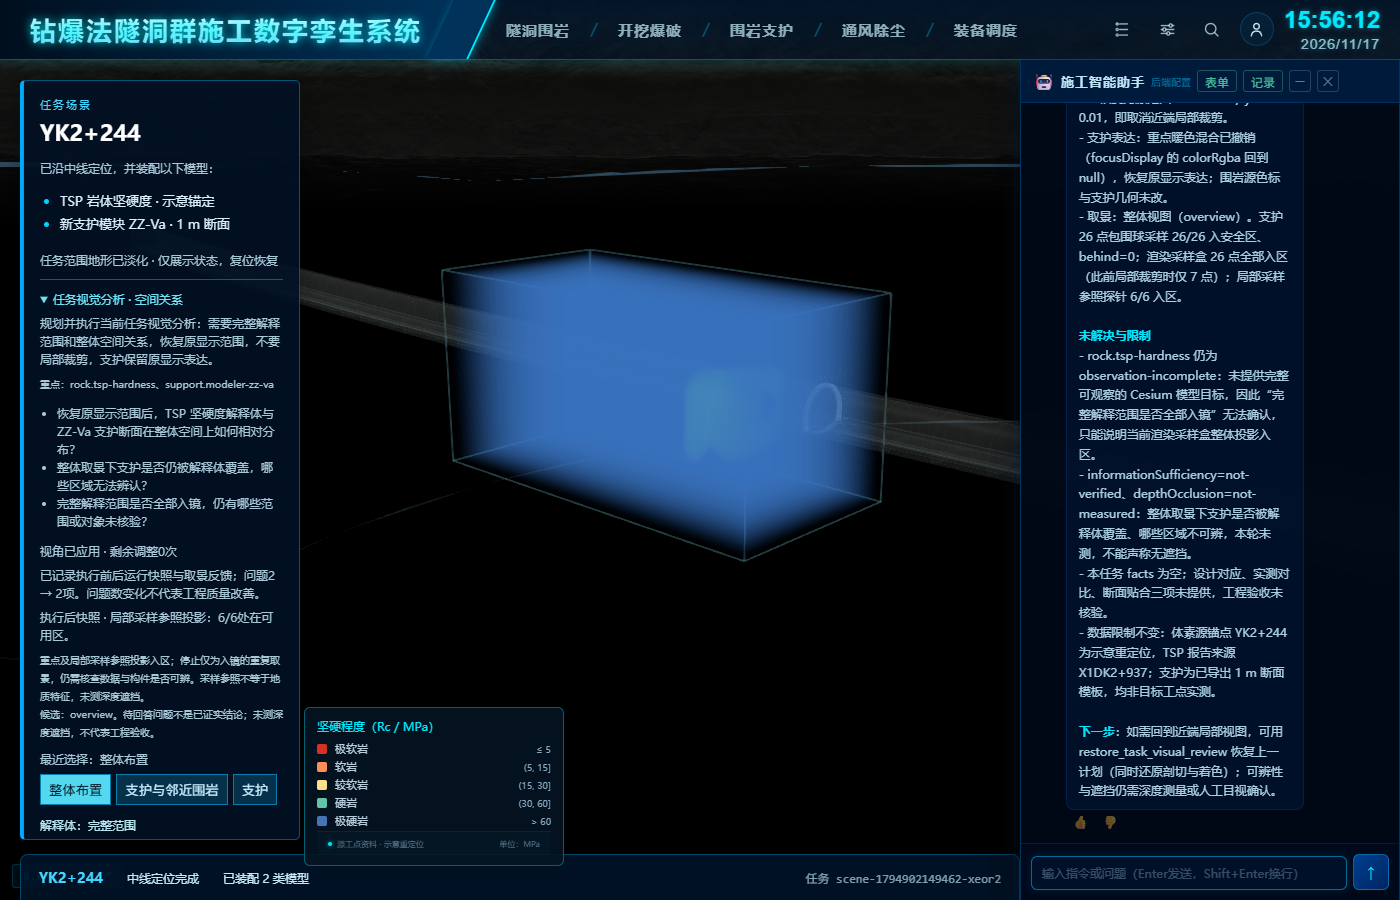 钻爆法隧洞群施工数字孪生系统
隧洞围岩 / 开挖爆破 / 围岩支护 / 通风除尘 / 装备调度
15:56:12
2026/11/17
任务场景
YK2+244
已沿中线定位，并装配以下模型：
• TSP 岩体坚硬度 · 示意锚定
• 新支护模块 ZZ-Va · 1 m 断面
任务范围地形已淡化 · 仅展示状态，复位恢复
▼ 任务视觉分析 · 空间关系
规划并执行当前任务视觉分析：需要完整解释
范围和整体空间关系，恢复原显示范围，不要
局部裁剪，支护保留原显示表达。
重点：rock.tsp-hardness、support.modeler-zz-va
• 恢复原显示范围后，TSP 坚硬度解释体与
ZZ-Va 支护断面在整体空间上如何相对分
布？
• 整体取景下支护是否仍被解释体覆盖，哪
些区域无法辨认？
• 完整解释范围是否全部入镜，仍有哪些范
围或对象未核验？
视角已应用 · 剩余调整0次
已记录执行前后运行快照与取景反馈；问题2
→ 2项。问题数变化不代表工程质量改善。
执行后快照 · 局部采样参照投影：6/6处在可
用区。
重点及局部采样参照投影入区；停止仅为入镜的重复取
景，仍需核查数据与构件是否可辨。采样参照不等于地
质特征，未测深度遮挡。
候选：overview。待回答问题不是已证实结论；未测深
度遮挡，不代表工程验收。
最近选择：整体布置
整体布置 支护与邻近围岩 支护
解释体：完整范围
坚硬程度（Rc / MPa）
极软岩 ≤ 5
软岩 (5, 15]
较软岩 (15, 30]
硬岩 (30, 60]
极硬岩 > 60
源工点资料 · 示意重定位 单位：MPa
YK2+244 中线定位完成 已装配 2 类模型 任务 scene-1794902149462-xeor2
施工智能助手 后端配置 表单 记录
0.01，即取消近端局部裁剪。
- 支护表达：重点暖色混合已撤销
（focusDisplay 的 colorRgba 回到
null），恢复原显示表达；围岩源色标
与支护几何未改。
- 取景：整体视图（overview）。支护
26 点包围球采样 26/26 入安全区、
behind=0；渲染采样盒 26 点全部入区
（此前局部裁剪时仅 7 点）；局部采样
参照探针 6/6 入区。
未解决与限制
- rock.tsp-hardness 仍为
observation-incomplete：未提供完整
可观察的 Cesium 模型目标，因此“完
整解释范围是否全部入镜”无法确认，
只能说明当前渲染采样盒整体投影入
区。
- informationSufficiency=not-
verified、depthOcclusion=not-
measured：整体取景下支护是否被解
释体覆盖、哪些区域不可辨，本轮未
测，不能声称无遮挡。
- 本任务 facts 为空；设计对应、实测对
比、断面贴合三项未提供，工程验收未
核验。
- 数据限制不变：体素源锚点 YK2+244
为示意重定位，TSP 报告来源
X1DK2+937；支护为已导出 1 m 断面
模板，均非目标工点实测。
下一步：如需回到近端局部视图，可用
restore_task_visual_review 恢复上一
计划（同时还原剖切与着色）；可辨性
与遮挡仍需深度测量或人工目视确认。
输入指令或问题（Enter发送，Shift+Enter换行）